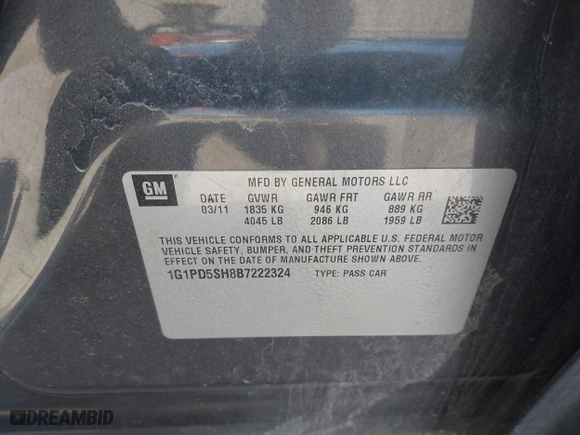 GM
MFD BY GENERAL MOTORS LLC
DATE GVWR GAWR FRT GAWR RR
03/11 1835 KG 946 KG 889 KG
4045 LB 2086 LB 1959 LB
THIS VEHICLE CONFORMS TO ALL APPLICABLE U.S. FEDERAL MOTOR
VEHICLE SAFETY, BUMPER, AND THEFT PREVENTION STANDARDS IN
EFFECT ON THE DATE OF MANUFACTURE SHOWN ABOVE.
1G1PD5SH8B7222324 TYPE: PASS CAR
DREAMBID